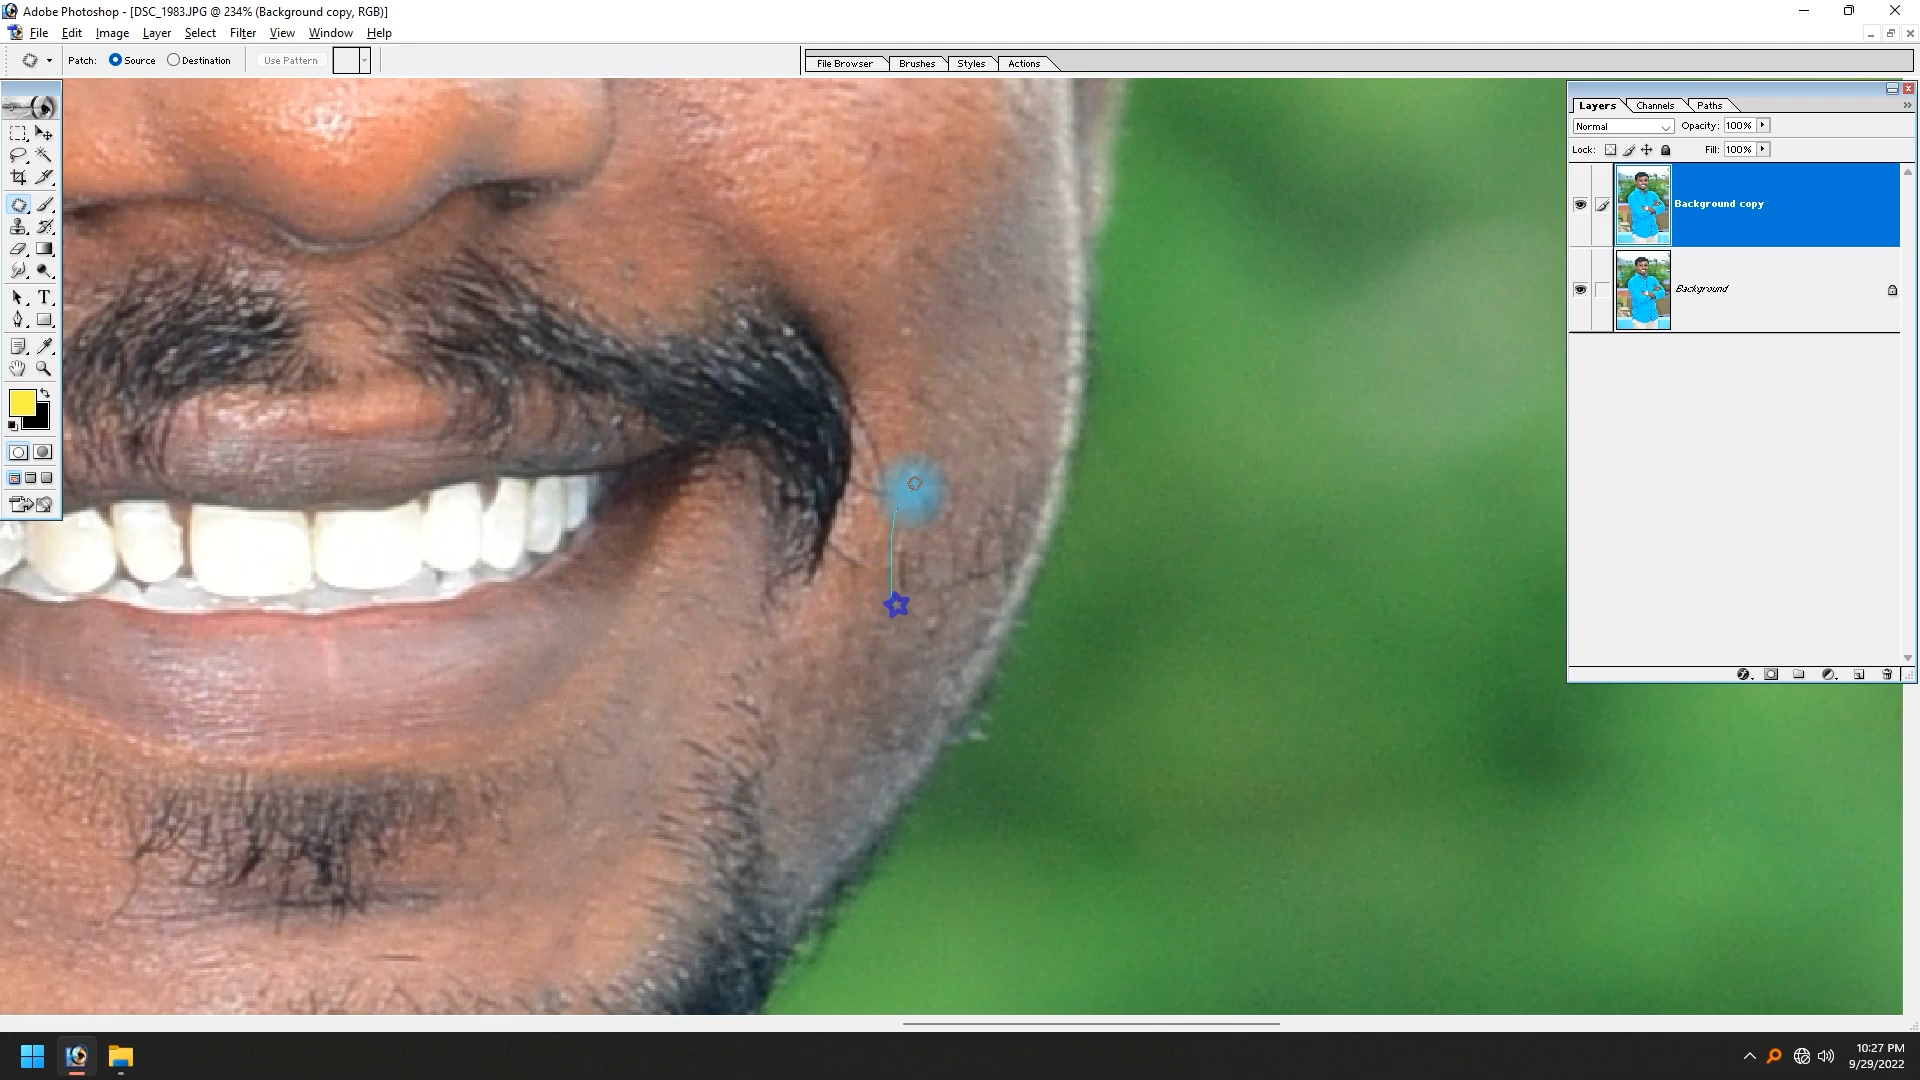 Adobe Photoshop - [DSC_1983.JPG @ 234% (Background copy, RGB)]
File Edit Image Layer Select Filter View Window Help
Patch: Source Destination Use Pattern File Browser Brushes Styles Actions
Layers Channels Paths
Normal Opacity: 100%
Lock: Fill: 100%
Background copy
Background
T
10:27 PM
9/29/2022